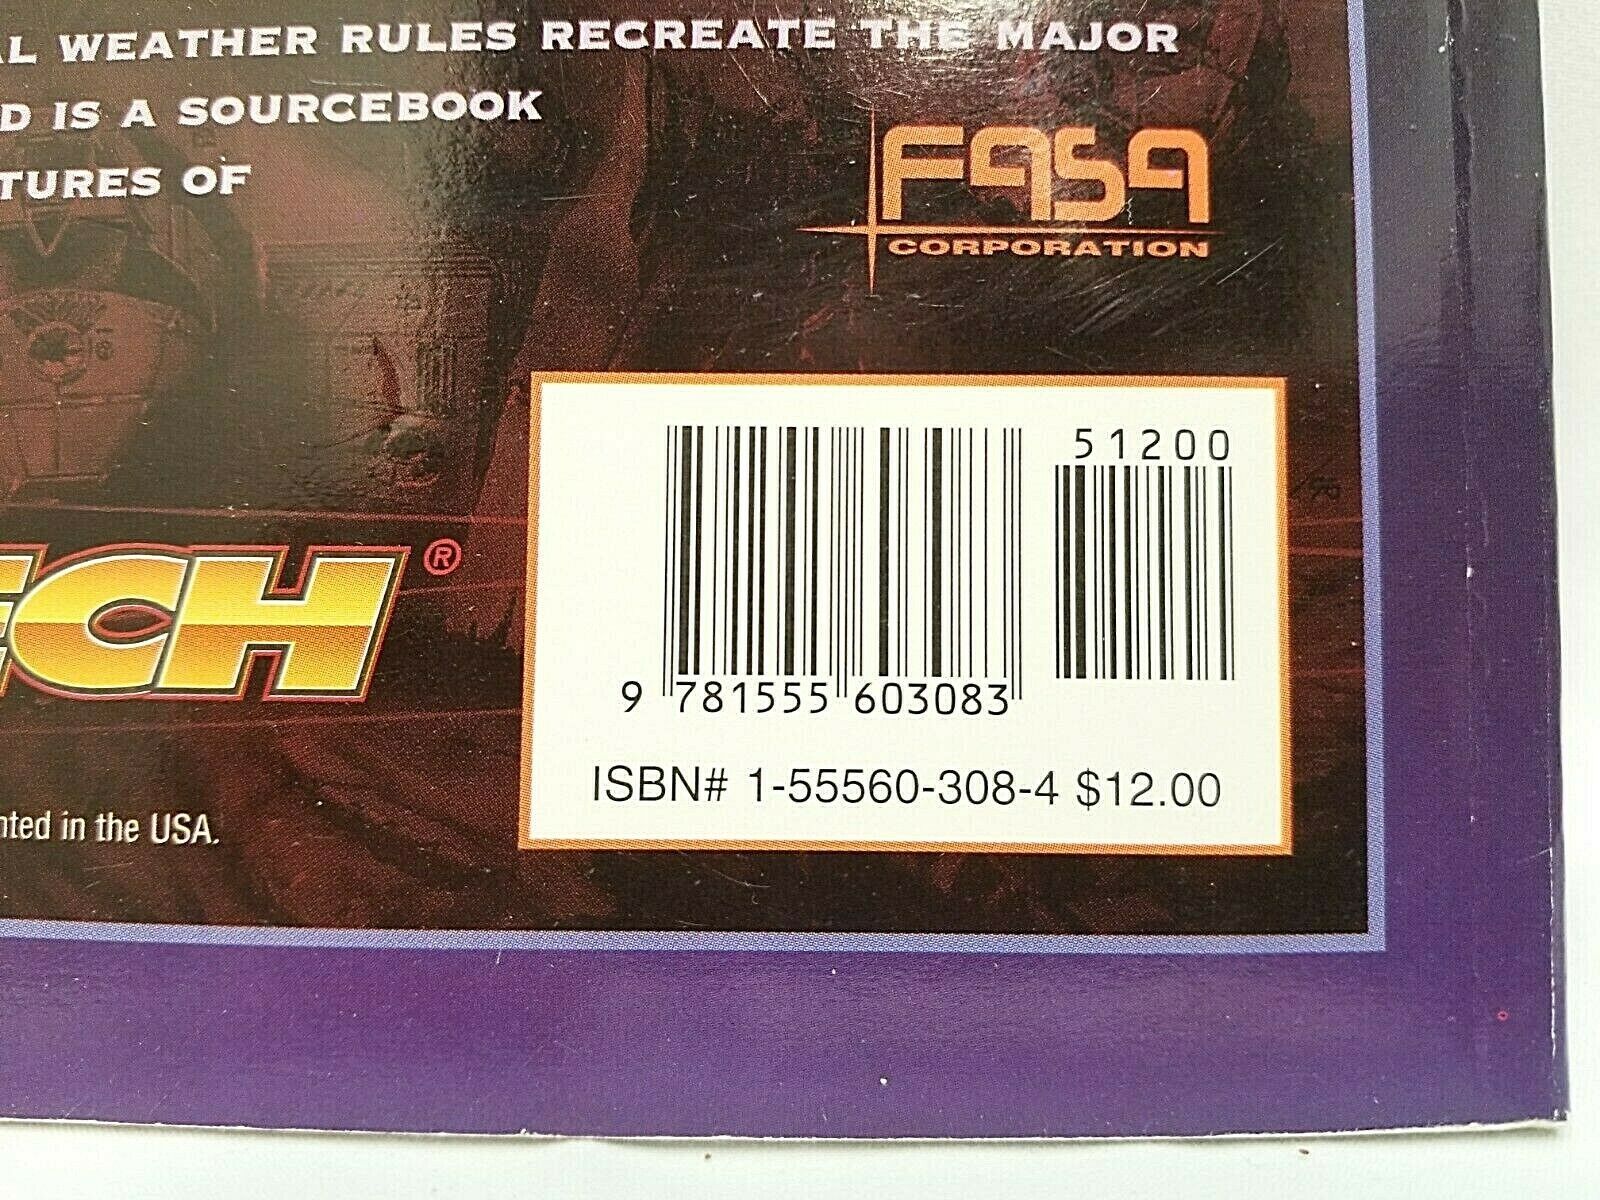 AL WEATHER RULES RECREATE THE MAJOR
D IS A SOURCEBOOK
TURES OF
FASA
CORPORATION
51200
ECH®
9 781555 603083
ISBN# 1-55560-308-4 $12.00
nted in the USA.